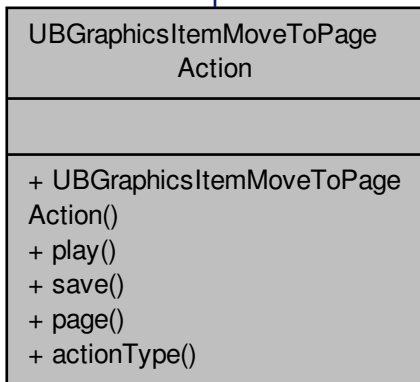 UBGraphicsItemMoveToPage
Action
+ UBGraphicsItemMoveToPage
Action()
+ play()
+ save()
+ page()
+ actionType()